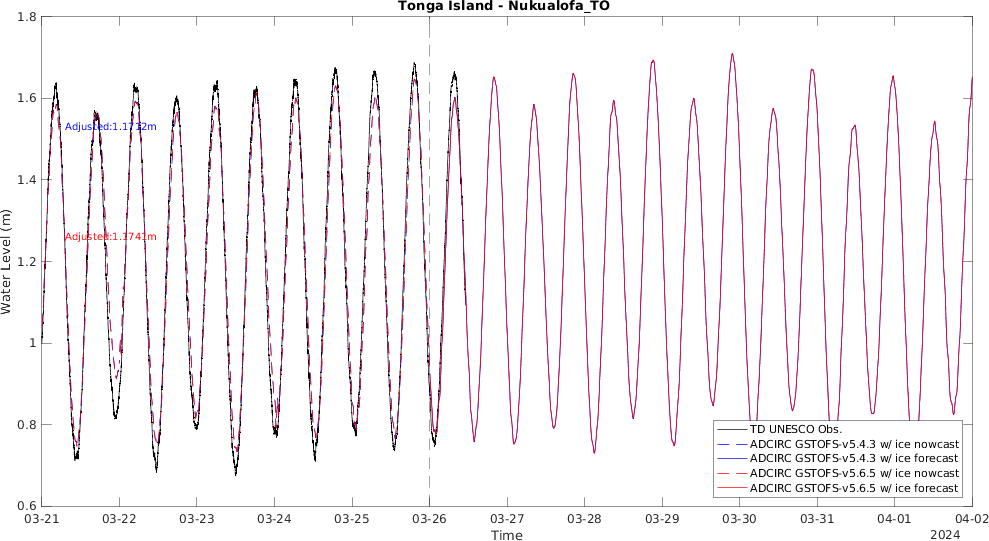 Tonga Island - Nukualofa_TO
1.8
1.6
1.4
1.2
1
0.8
0.6
Water Level (m)
Adjusted:1.1712m
Adjusted:1.1741m
TD UNESCO Obs.
ADCIRC GSTOFS-v5.4.3 w/ ice nowcast
ADCIRC GSTOFS-v5.4.3 w/ ice forecast
ADCIRC GSTOFS-v5.6.5 w/ ice nowcast
ADCIRC GSTOFS-v5.6.5 w/ ice forecast
03-21 03-22 03-23 03-24 03-25 03-26 03-27 03-28 03-29 03-30 03-31 04-01 04-02
Time
2024